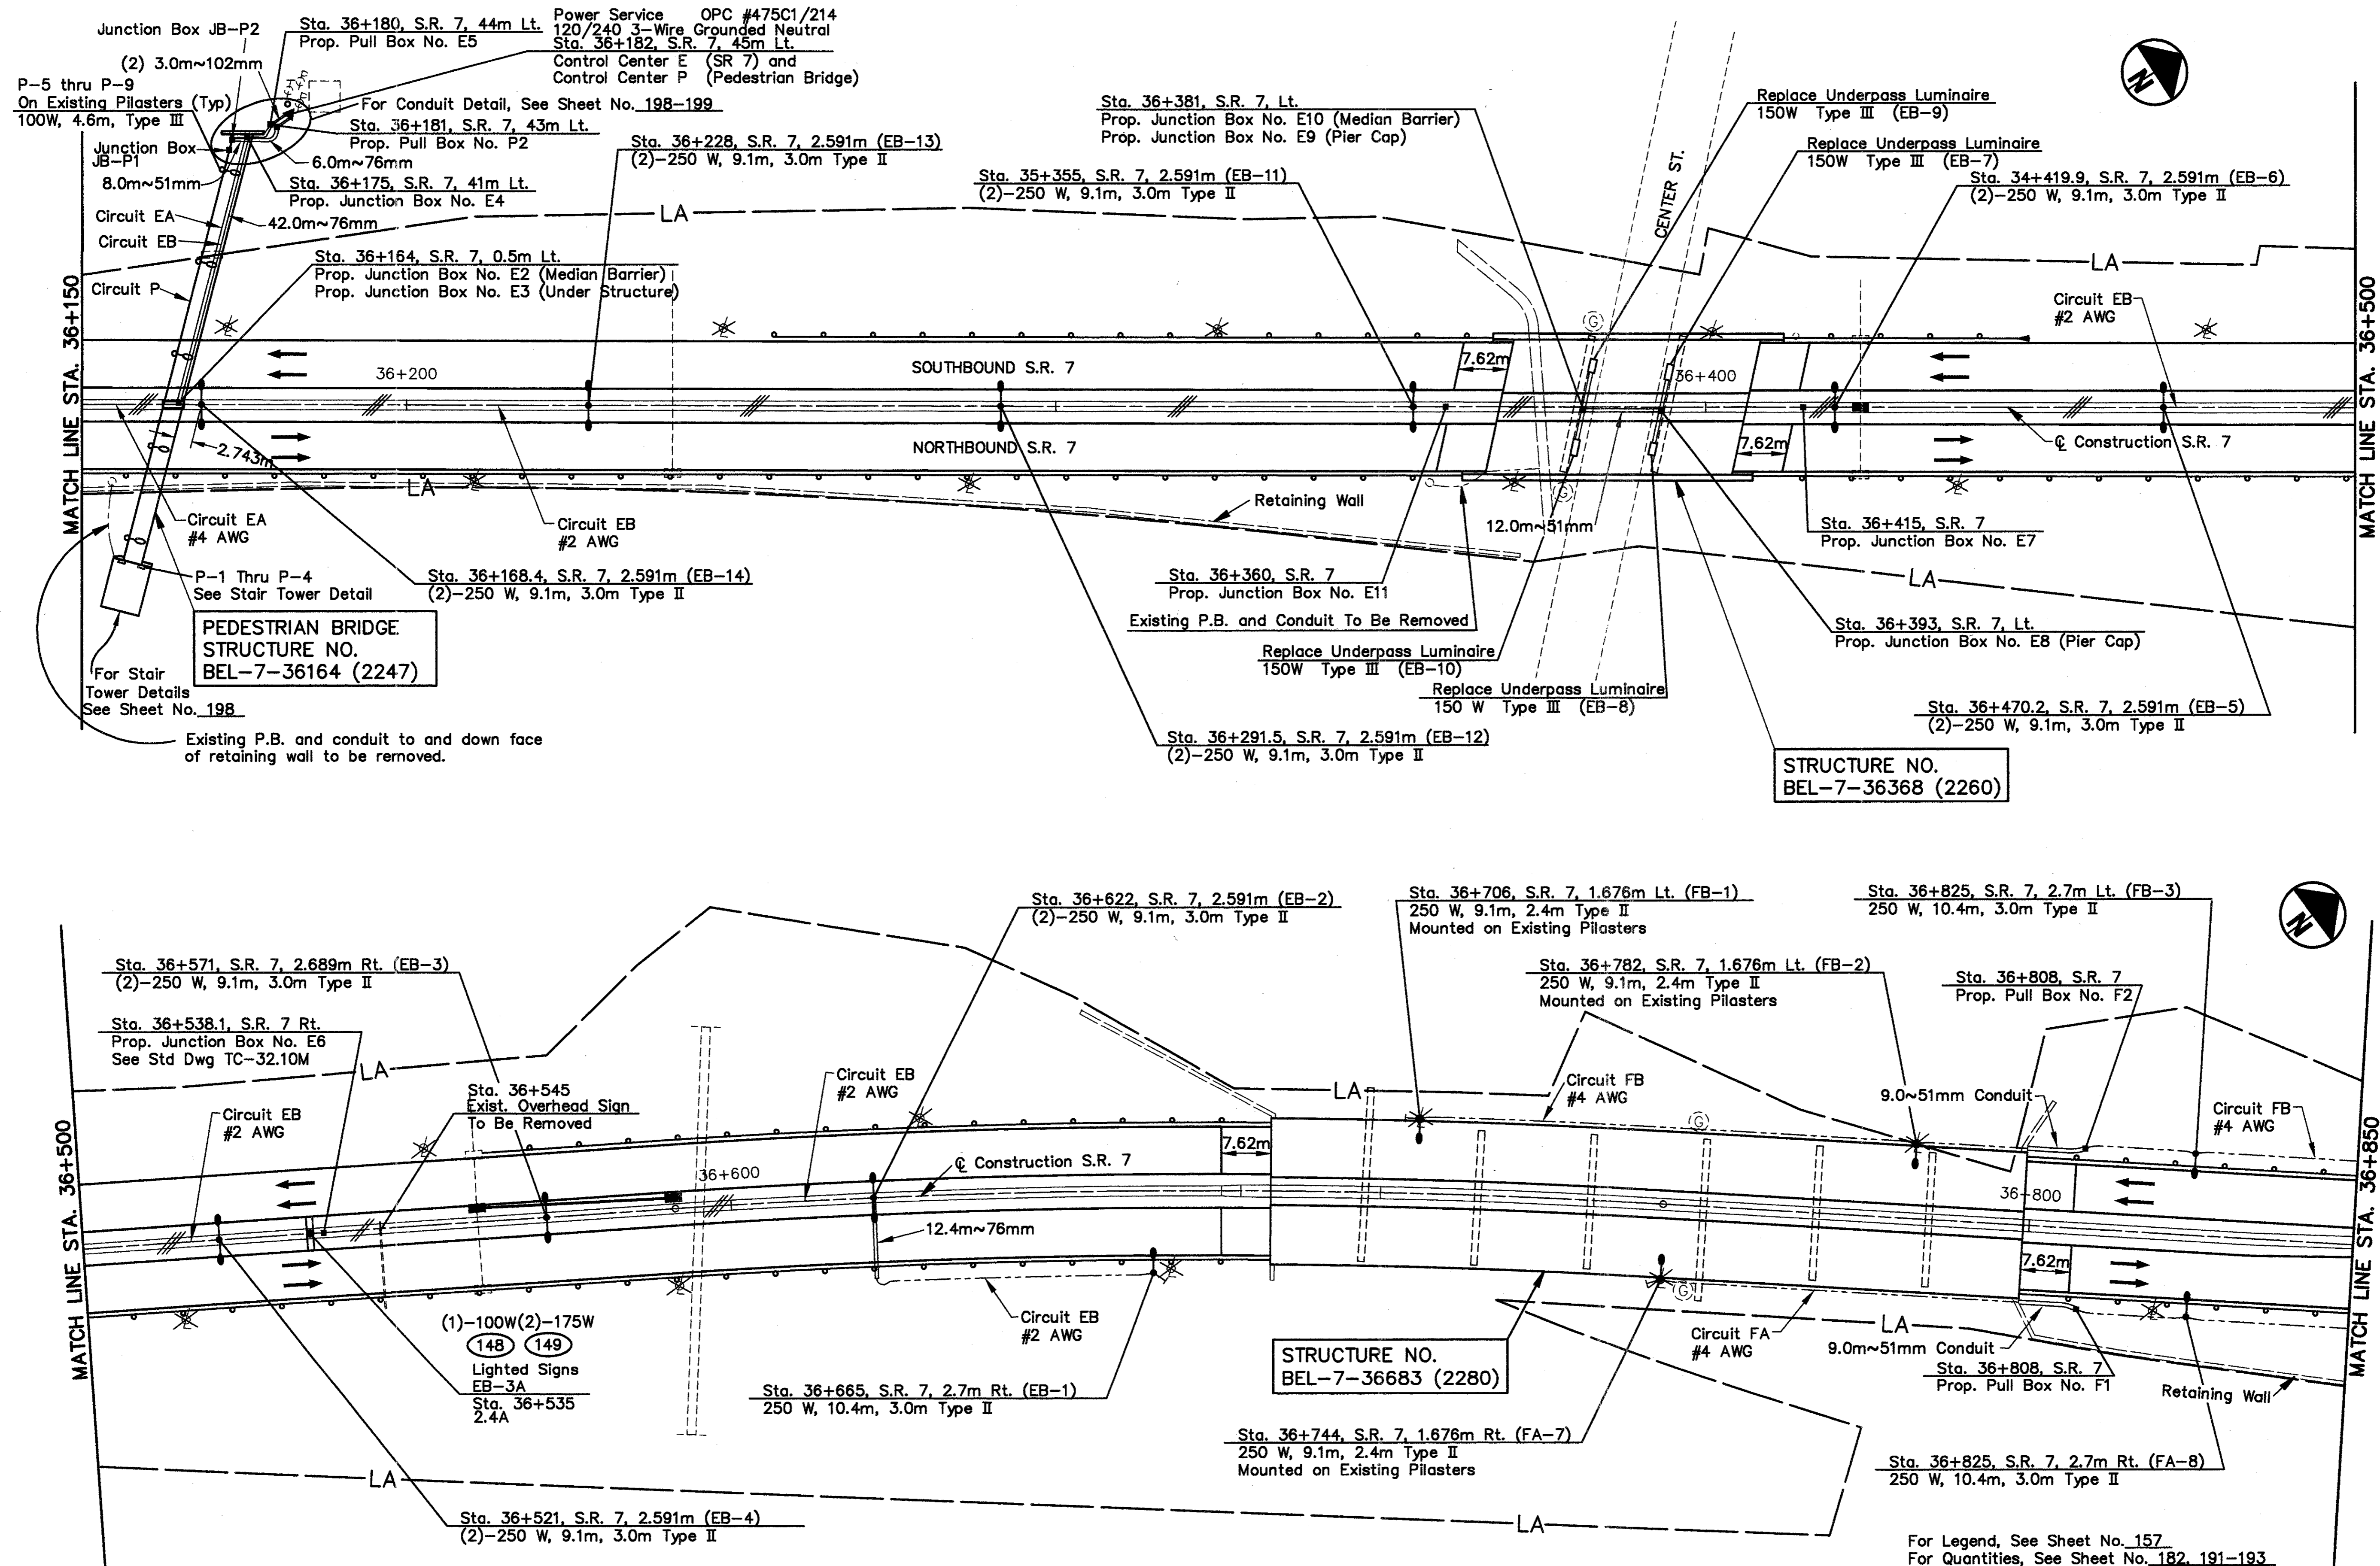 Junction Box JB-P2
Sta. 36+180, S.R. 7, 44m Lt.
Prop. Pull Box No. E5
Power Service OPC #475C1/214
120/240 3-Wire Grounded Neutral
Sta. 36+182, S.R. 7, 45m Lt.
Control Center E (SR 7) and
Control Center P (Pedestrian Bridge)
(2) 3.0m~102mm
P-5 thru P-9
On Existing Pilasters (Typ)
100W, 4.6m, Type III
For Conduit Detail, See Sheet No. 198-199
Sta. 36+181, S.R. 7, 43m Lt.
Prop. Pull Box No. P2
Junction Box
JB-P1
6.0m~76mm
8.0m~51mm
Sta. 36+175, S.R. 7, 41m Lt.
Prop. Junction Box No. E4
Circuit EA
42.0m~76mm
Circuit EB
Sta. 36+164, S.R. 7, 0.5m Lt.
Prop. Junction Box No. E2 (Median Barrier)
Prop. Junction Box No. E3 (Under Structure)
Circuit P
Sta. 36+228, S.R. 7, 2.591m (EB-13)
(2)-250 W, 9.1m, 3.0m Type II
LA
Sta. 35+355, S.R. 7, 2.591m (EB-11)
(2)-250 W, 9.1m, 3.0m Type II
Sta. 36+381, S.R. 7, Lt.
Prop. Junction Box No. E10 (Median Barrier)
Prop. Junction Box No. E9 (Pier Cap)
CENTER ST.
Replace Underpass Luminaire
150W Type III (EB-9)
Replace Underpass Luminaire
150W Type III (EB-7)
Sta. 34+419.9, S.R. 7, 2.591m (EB-6)
(2)-250 W, 9.1m, 3.0m Type II
N
LA
Circuit EB
#2 AWG
MATCH LINE STA. 36+150
MATCH LINE STA. 36+500
G
36+200
SOUTHBOUND S.R. 7
7.62m
36+400
2.743m
NORTHBOUND S.R. 7
7.62m
℄ Construction S.R. 7
LA
G
Retaining Wall
12.0m~51mm
Circuit EA
#4 AWG
Circuit EB
#2 AWG
Sta. 36+415, S.R. 7
Prop. Junction Box No. E7
P-1 Thru P-4
See Stair Tower Detail
Sta. 36+168.4, S.R. 7, 2.591m (EB-14)
(2)-250 W, 9.1m, 3.0m Type II
Sta. 36+360, S.R. 7
Prop. Junction Box No. E11
LA
Existing P.B. and Conduit To Be Removed
Sta. 36+393, S.R. 7, Lt.
Prop. Junction Box No. E8 (Pier Cap)
PEDESTRIAN BRIDGE
STRUCTURE NO.
BEL-7-36164 (2247)
Replace Underpass Luminaire
150W Type III (EB-10)
Replace Underpass Luminaire
150 W Type III (EB-8)
For Stair
Tower Details
See Sheet No. 198
Existing P.B. and conduit to and down face
of retaining wall to be removed.
Sta. 36+291.5, S.R. 7, 2.591m (EB-12)
(2)-250 W, 9.1m, 3.0m Type II
Sta. 36+470.2, S.R. 7, 2.591m (EB-5)
(2)-250 W, 9.1m, 3.0m Type II
STRUCTURE NO.
BEL-7-36368 (2260)
Sta. 36+622, S.R. 7, 2.591m (EB-2)
(2)-250 W, 9.1m, 3.0m Type II
Sta. 36+706, S.R. 7, 1.676m Lt. (FB-1)
250 W, 9.1m, 2.4m Type II
Mounted on Existing Pilasters
Sta. 36+825, S.R. 7, 2.7m Lt. (FB-3)
250 W, 10.4m, 3.0m Type II
N
Sta. 36+571, S.R. 7, 2.689m Rt. (EB-3)
(2)-250 W, 9.1m, 3.0m Type II
Sta. 36+782, S.R. 7, 1.676m Lt. (FB-2)
250 W, 9.1m, 2.4m Type II
Mounted on Existing Pilasters
Sta. 36+808, S.R. 7
Prop. Pull Box No. F2
Sta. 36+538.1, S.R. 7 Rt.
Prop. Junction Box No. E6
See Std Dwg TC-32.10M
LA
Sta. 36+545
Exist. Overhead Sign
To Be Removed
Circuit EB
#2 AWG
Circuit EB
#2 AWG
LA
Circuit FB
#4 AWG
9.0~51mm Conduit
Circuit FB
#4 AWG
MATCH LINE STA. 36+500
MATCH LINE STA. 36+850
G
7.62m
36+600
℄ Construction S.R. 7
36+800
12.4m~76mm
7.62m
G
(1)-100W(2)-175W
148 149
Lighted Signs
EB-3A
Sta. 36+535
2.4A
Circuit EB
#2 AWG
Circuit FA
#4 AWG
LA
9.0m~51mm Conduit
Sta. 36+808, S.R. 7
Prop. Pull Box No. F1
Retaining Wall
STRUCTURE NO.
BEL-7-36683 (2280)
Sta. 36+665, S.R. 7, 2.7m Rt. (EB-1)
250 W, 10.4m, 3.0m Type II
Sta. 36+744, S.R. 7, 1.676m Rt. (FA-7)
250 W, 9.1m, 2.4m Type II
Mounted on Existing Pilasters
Sta. 36+825, S.R. 7, 2.7m Rt. (FA-8)
250 W, 10.4m, 3.0m Type II
LA
Sta. 36+521, S.R. 7, 2.591m (EB-4)
(2)-250 W, 9.1m, 3.0m Type II
LA
For Legend, See Sheet No. 157
For Quantities, See Sheet No. 182, 191-193